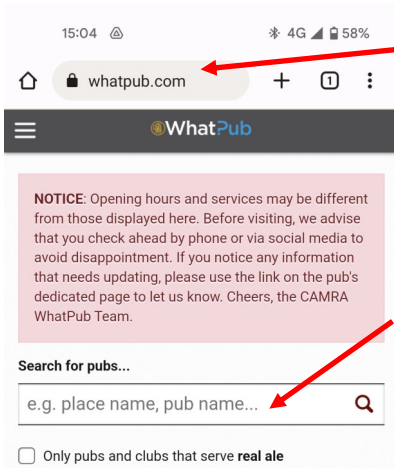 15:04 4G 58%
whatpub.com 1
WhatPub
NOTICE: Opening hours and services may be different
from those displayed here. Before visiting, we advise
that you check ahead by phone or via social media to
avoid disappointment. If you notice any information
that needs updating, please use the link on the pub's
dedicated page to let us know. Cheers, the CAMRA
WhatPub Team.
Search for pubs...
e.g. place name, pub name...
Only pubs and clubs that serve real ale